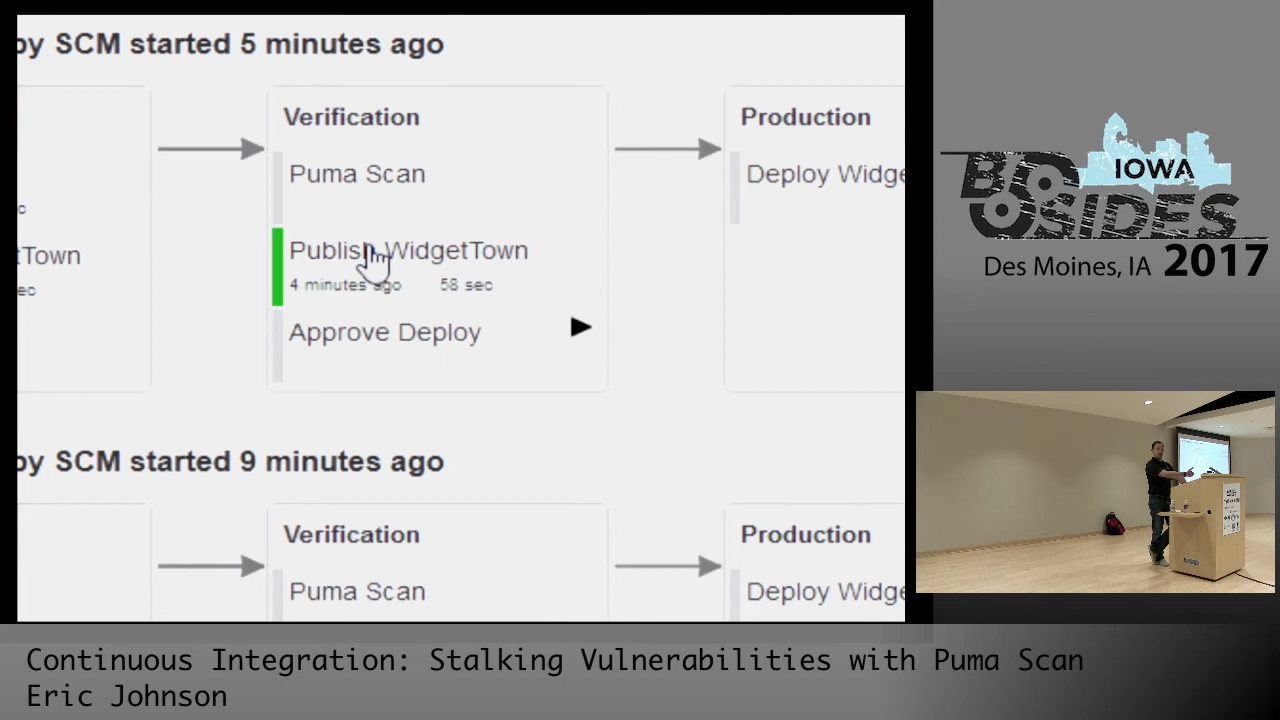 by SCM started 5 minutes ago
Verification
Production
Puma Scan
Deploy Widge
c
Publish WidgetTown
tTown
4 minutes ago 58 sec
ec
Approve Deploy
by SCM started 9 minutes ago
Verification
Production
Puma Scan
Deploy Widge
IOWA
BSIDES
Des Moines, IA 2017
Continuous Integration: Stalking Vulnerabilities with Puma Scan
Eric Johnson